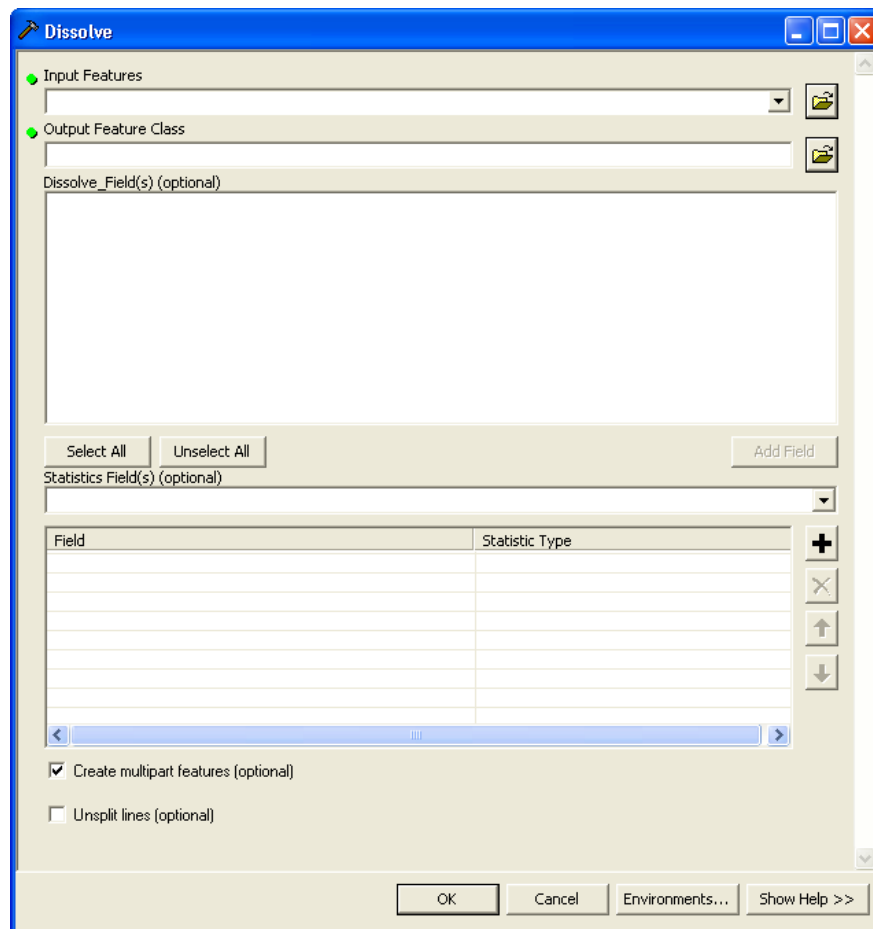 Dissolve
Input Features
Output Feature Class
Dissolve_Field(s) (optional)
Select All Unselect All Add Field
Statistics Field(s) (optional)
Field Statistic Type
Create multipart features (optional)
Unsplit lines (optional)
OK Cancel Environments... Show Help >>